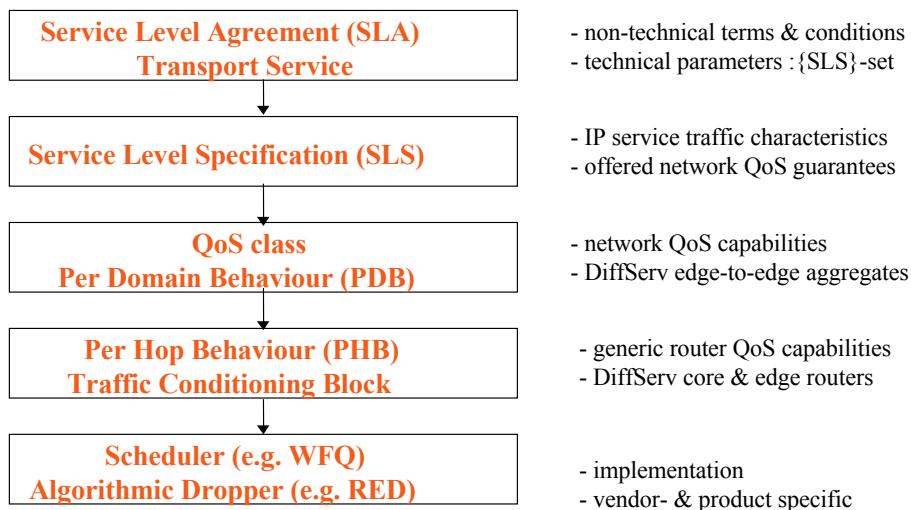 Service Level Agreement (SLA)
Transport Service
- non-technical terms & conditions
- technical parameters :{SLS}-set
Service Level Specification (SLS)
- IP service traffic characteristics
- offered network QoS guarantees
QoS class
Per Domain Behaviour (PDB)
- network QoS capabilities
- DiffServ edge-to-edge aggregates
Per Hop Behaviour (PHB)
Traffic Conditioning Block
- generic router QoS capabilities
- DiffServ core & edge routers
Scheduler (e.g. WFQ)
Algorithmic Dropper (e.g. RED)
- implementation
- vendor- & product specific